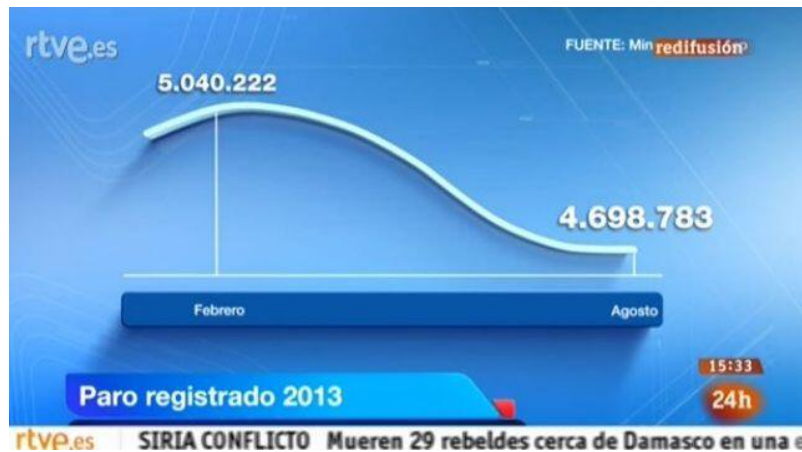 rtve.es
FUENTE: Min redifusión
5.040.222
4.698.783
Febrero
Agosto
15:33
Paro registrado 2013
24h
rtve.es SIRIA CONFLICTO Mueren 29 rebeldes cerca de Damasco en una e